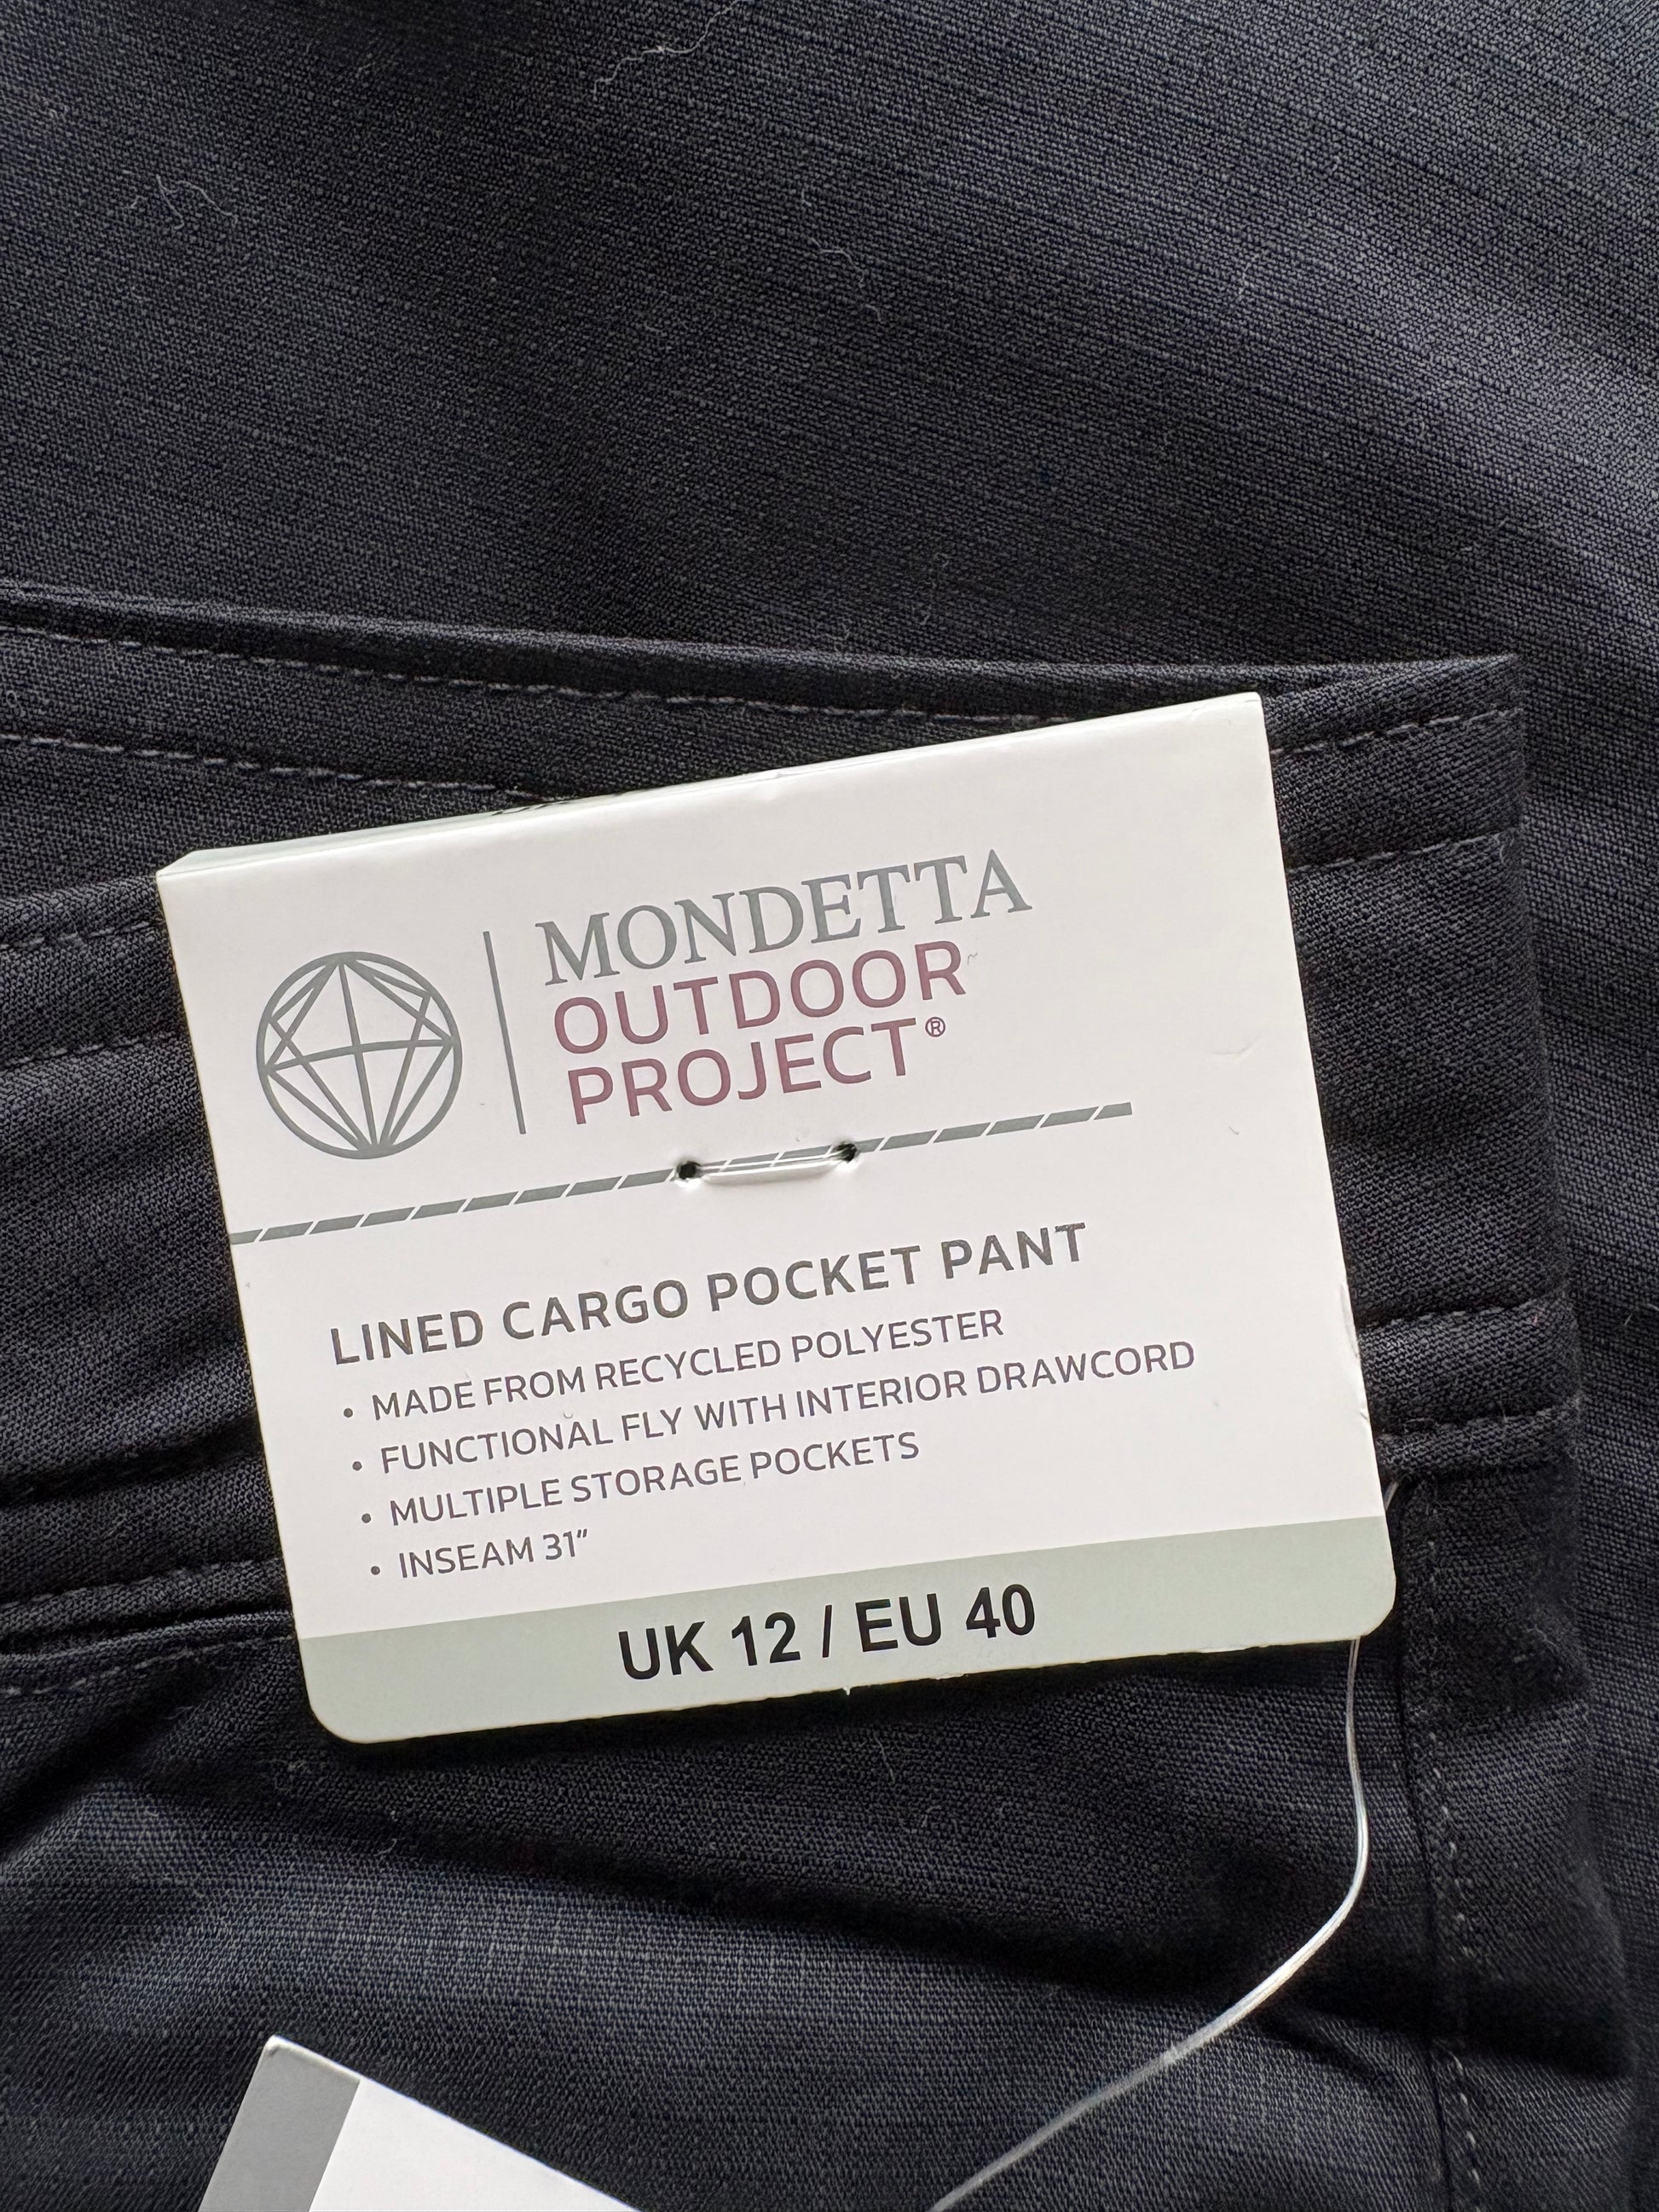 MONDETTA
OUTDOOR
PROJECT®
LINED CARGO POCKET PANT
• MADE FROM RECYCLED POLYESTER
• FUNCTIONAL FLY WITH INTERIOR DRAWCORD
• MULTIPLE STORAGE POCKETS
• INSEAM 31"
UK 12 / EU 40